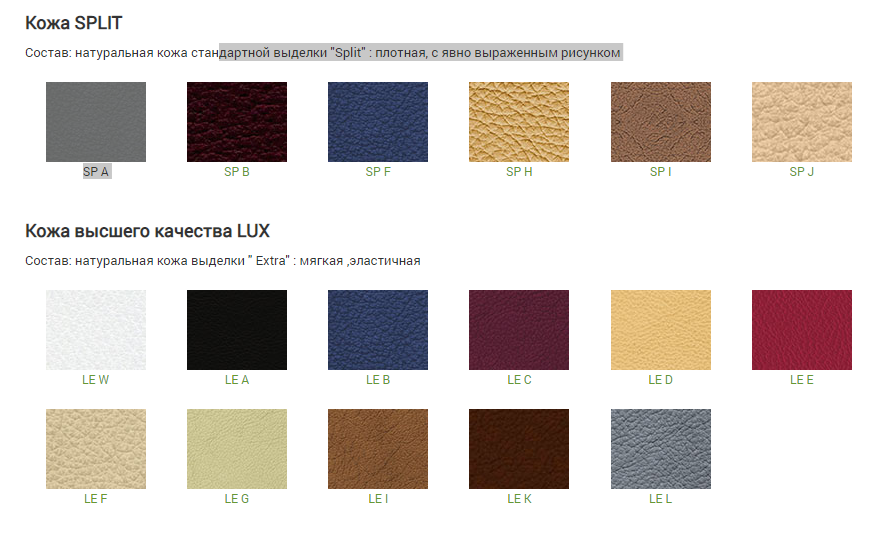 Кожа SPLIT
Состав: натуральная кожа стандартной выделки "Split" : плотная, с явно выраженным рисунком
SP A SP B SP F SP H SP I SP J
Кожа высшего качества LUX
Состав: натуральная кожа выделки " Extra" : мягкая ,эластичная
LE W LE A LE B LE C LE D LE E
LE F LE G LE I LE K LE L